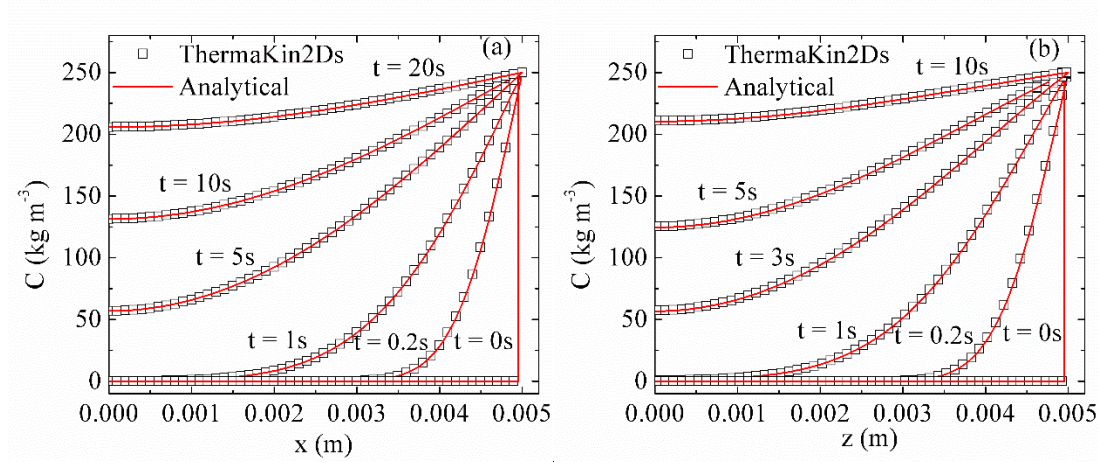 (a)
ThermaKin2Ds
Analytical
t = 20s
t = 10s
t = 5s
t = 1s
t = 0.2s
t = 0s
250
200
150
100
50
0
C (kg m⁻³)
0.000 0.001 0.002 0.003 0.004 0.005
x (m)
(b)
ThermaKin2Ds
Analytical
t = 10s
t = 5s
t = 3s
t = 1s
t = 0.2s
t = 0s
250
200
150
100
50
0
C (kg m⁻³)
0.000 0.001 0.002 0.003 0.004 0.005
z (m)